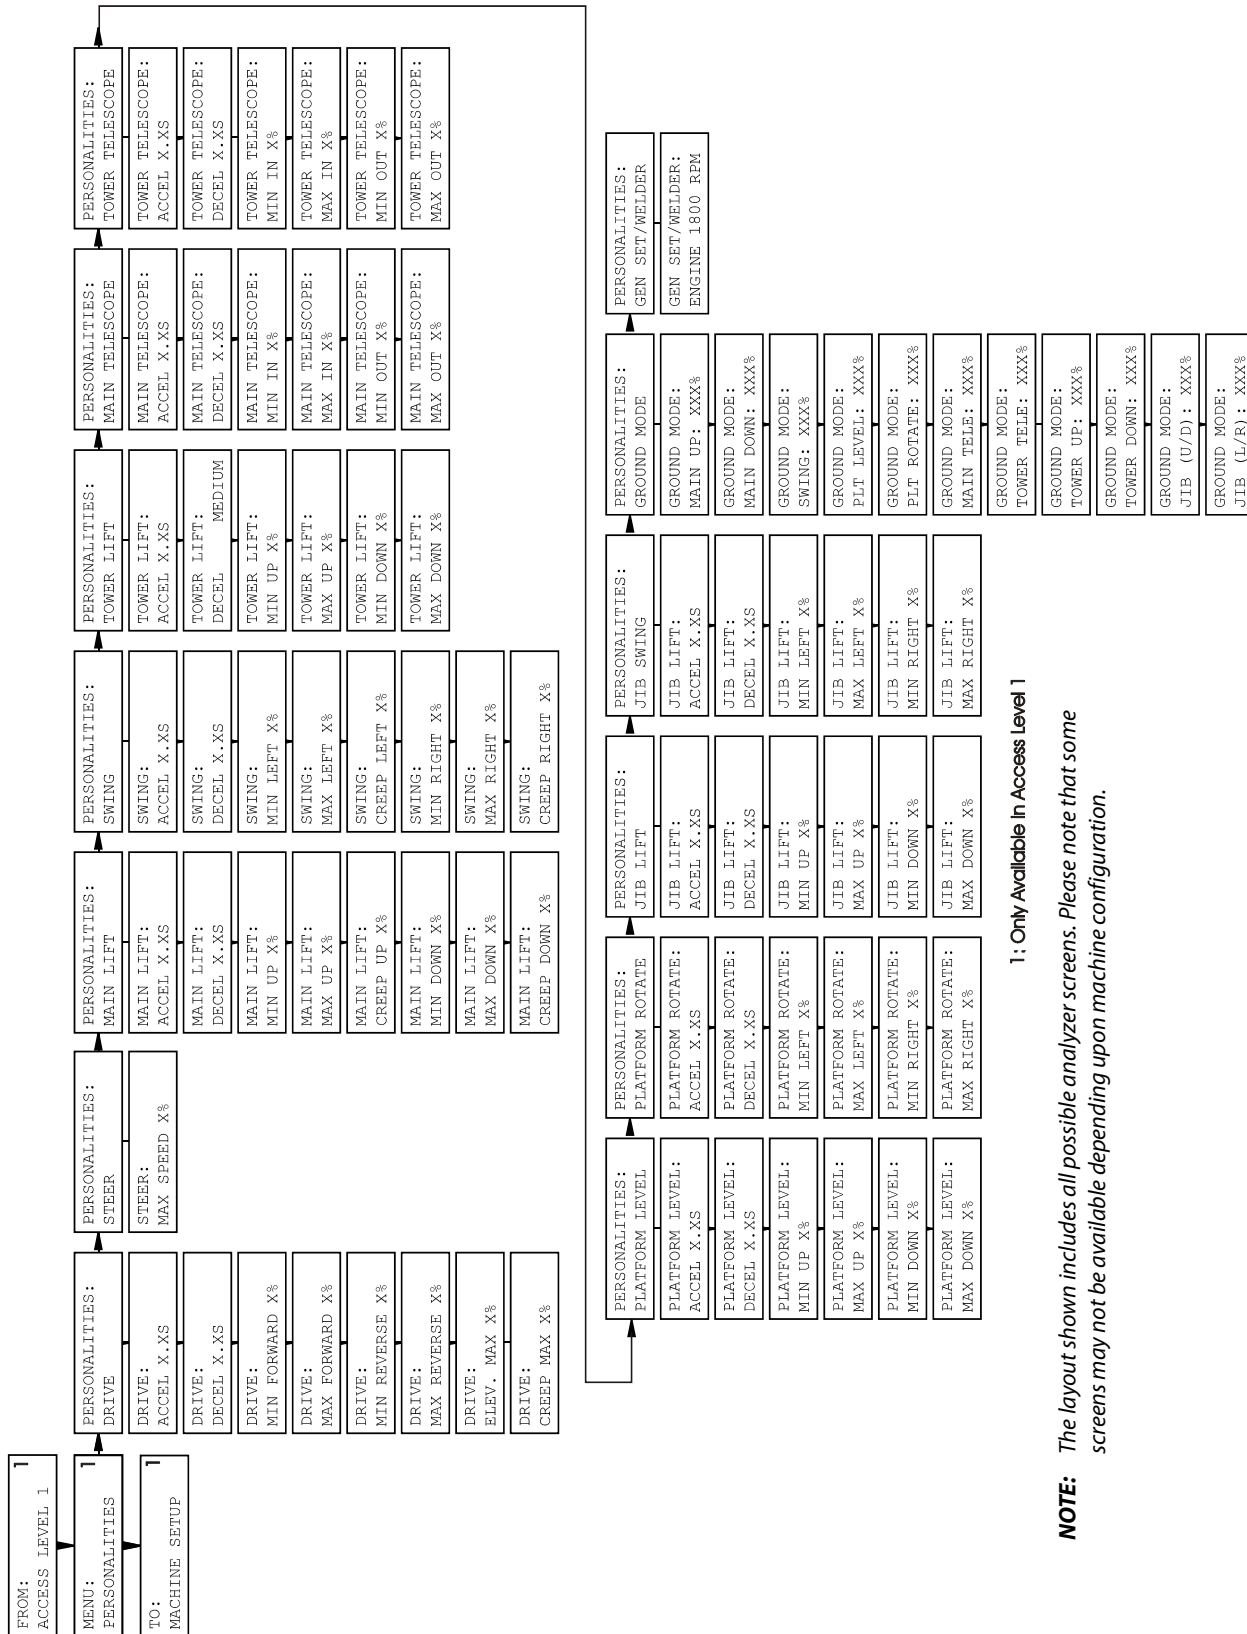 FROM: 1
ACCESS LEVEL 1
MENU: 1
PERSONALITIES
TO: 1
MACHINE SETUP
PERSONALITIES:
DRIVE
DRIVE:
ACCEL X.XS
DRIVE:
DECEL X.XS
DRIVE:
MIN FORWARD X%
DRIVE:
MAX FORWARD X%
DRIVE:
MIN REVERSE X%
DRIVE:
MAX REVERSE X%
DRIVE:
ELEV. MAX X%
DRIVE:
CREEP MAX X%
PERSONALITIES:
STEER
STEER:
MAX SPEED X%
PERSONALITIES:
MAIN LIFT
MAIN LIFT:
ACCEL X.XS
MAIN LIFT:
DECEL X.XS
MAIN LIFT:
MIN UP X%
MAIN LIFT:
MAX UP X%
MAIN LIFT:
CREEP UP X%
MAIN LIFT:
MIN DOWN X%
MAIN LIFT:
MAX DOWN X%
MAIN LIFT:
CREEP DOWN X%
PERSONALITIES:
SWING
SWING:
ACCEL X.XS
SWING:
DECEL X.XS
SWING:
MIN LEFT X%
SWING:
MAX LEFT X%
SWING:
CREEP LEFT X%
SWING:
MIN RIGHT X%
SWING:
MAX RIGHT X%
SWING:
CREEP RIGHT X%
PERSONALITIES:
TOWER LIFT
TOWER LIFT:
ACCEL X.XS
TOWER LIFT:
DECEL MEDIUM
TOWER LIFT:
MIN UP X%
TOWER LIFT:
MAX UP X%
TOWER LIFT:
MIN DOWN X%
TOWER LIFT:
MAX DOWN X%
PERSONALITIES:
MAIN TELESCOPE
MAIN TELESCOPE:
ACCEL X.XS
MAIN TELESCOPE:
DECEL X.XS
MAIN TELESCOPE:
MIN IN X%
MAIN TELESCOPE:
MAX IN X%
MAIN TELESCOPE:
MIN OUT X%
MAIN TELESCOPE:
MAX OUT X%
PERSONALITIES:
TOWER TELESCOPE
TOWER TELESCOPE:
ACCEL X.XS
TOWER TELESCOPE:
DECEL X.XS
TOWER TELESCOPE:
MIN IN X%
TOWER TELESCOPE:
MAX IN X%
TOWER TELESCOPE:
MIN OUT X%
TOWER TELESCOPE:
MAX OUT X%
PERSONALITIES:
PLATFORM LEVEL
PLATFORM LEVEL:
ACCEL X.XS
PLATFORM LEVEL:
DECEL X.XS
PLATFORM LEVEL:
MIN UP X%
PLATFORM LEVEL:
MAX UP X%
PLATFORM LEVEL:
MIN DOWN X%
PLATFORM LEVEL:
MAX DOWN X%
PERSONALITIES:
PLATFORM ROTATE
PLATFORM ROTATE:
ACCEL X.XS
PLATFORM ROTATE:
DECEL X.XS
PLATFORM ROTATE:
MIN LEFT X%
PLATFORM ROTATE:
MAX LEFT X%
PLATFORM ROTATE:
MIN RIGHT X%
PLATFORM ROTATE:
MAX RIGHT X%
PERSONALITIES:
JIB LIFT
JIB LIFT:
ACCEL X.XS
JIB LIFT:
DECEL X.XS
JIB LIFT:
MIN UP X%
JIB LIFT:
MAX UP X%
JIB LIFT:
MIN DOWN X%
JIB LIFT:
MAX DOWN X%
PERSONALITIES:
JIB SWING
JIB LIFT:
ACCEL X.XS
JIB LIFT:
DECEL X.XS
JIB LIFT:
MIN LEFT X%
JIB LIFT:
MAX LEFT X%
JIB LIFT:
MIN RIGHT X%
JIB LIFT:
MAX RIGHT X%
PERSONALITIES:
GROUND MODE
GROUND MODE:
MAIN UP: XXX%
GROUND MODE:
MAIN DOWN: XXX%
GROUND MODE:
SWING: XXX%
GROUND MODE:
PLT LEVEL: XXX%
GROUND MODE:
PLT ROTATE: XXX%
GROUND MODE:
MAIN TELE: XXX%
GROUND MODE:
TOWER TELE: XXX%
GROUND MODE:
TOWER UP: XXX%
GROUND MODE:
TOWER DOWN: XXX%
GROUND MODE:
JIB (U/D): XXX%
GROUND MODE:
JIB (L/R): XXX%
PERSONALITIES:
GEN SET/WELDER
GEN SET/WELDER:
ENGINE 1800 RPM
1: Only Available In Access Level 1
NOTE: The layout shown includes all possible analyzer screens. Please note that some
screens may not be available depending upon machine configuration.